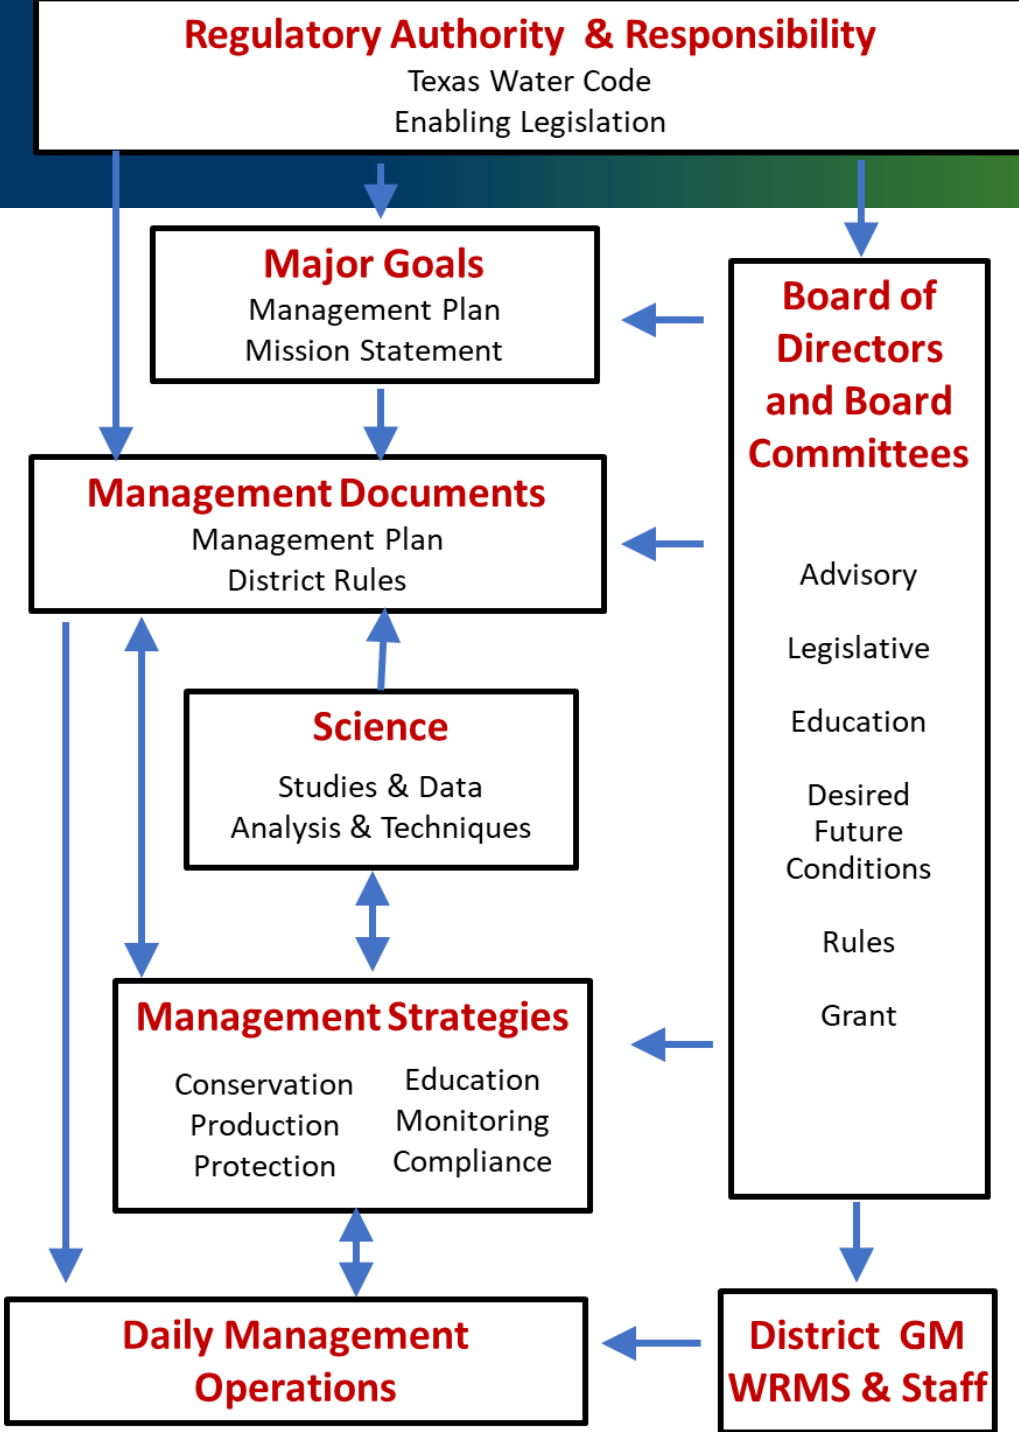 Regulatory Authority & Responsibility
Texas Water Code
Enabling Legislation
Major Goals
Management Plan
Mission Statement
Board of
Directors
and Board
Committees
Advisory
Legislative
Education
Desired
Future
Conditions
Rules
Grant
Management Documents
Management Plan
District Rules
Science
Studies & Data
Analysis & Techniques
Management Strategies
Conservation
Production
Protection
Education
Monitoring
Compliance
Daily Management
Operations
District GM
WRMS & Staff